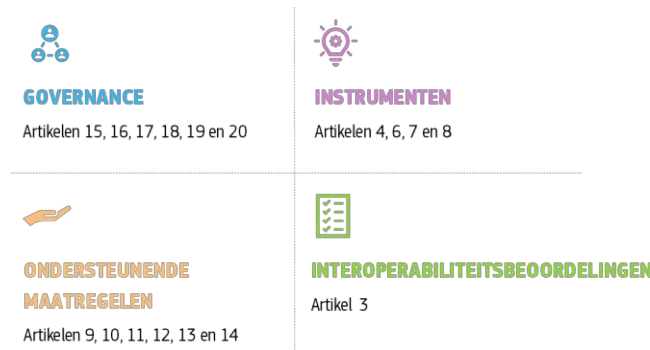 GOVERNANCE
Artikelen 15, 16, 17, 18, 19 en 20
INSTRUMENTEN
Artikelen 4, 6, 7 en 8
ONDERSTEUNENDE
MAATREGELEN
Artikelen 9, 10, 11, 12, 13 en 14
INTEROPERABILITEITSBEOORDELINGEN
Artikel 3